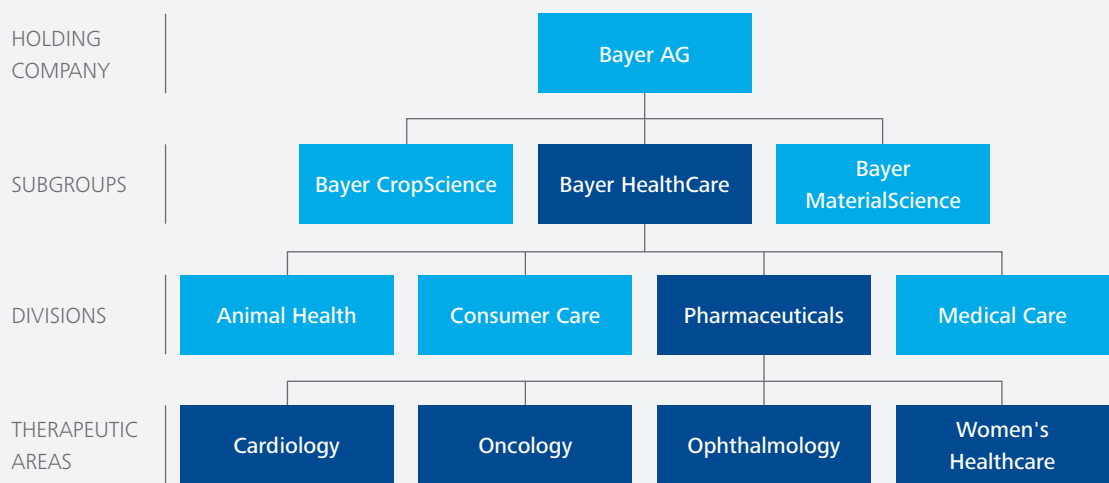 HOLDING
COMPANY
Bayer AG
SUBGROUPS
Bayer CropScience
Bayer HealthCare
Bayer
MaterialScience
DIVISIONS
Animal Health
Consumer Care
Pharmaceuticals
Medical Care
THERAPEUTIC
AREAS
Cardiology
Oncology
Ophthalmology
Women's
Healthcare